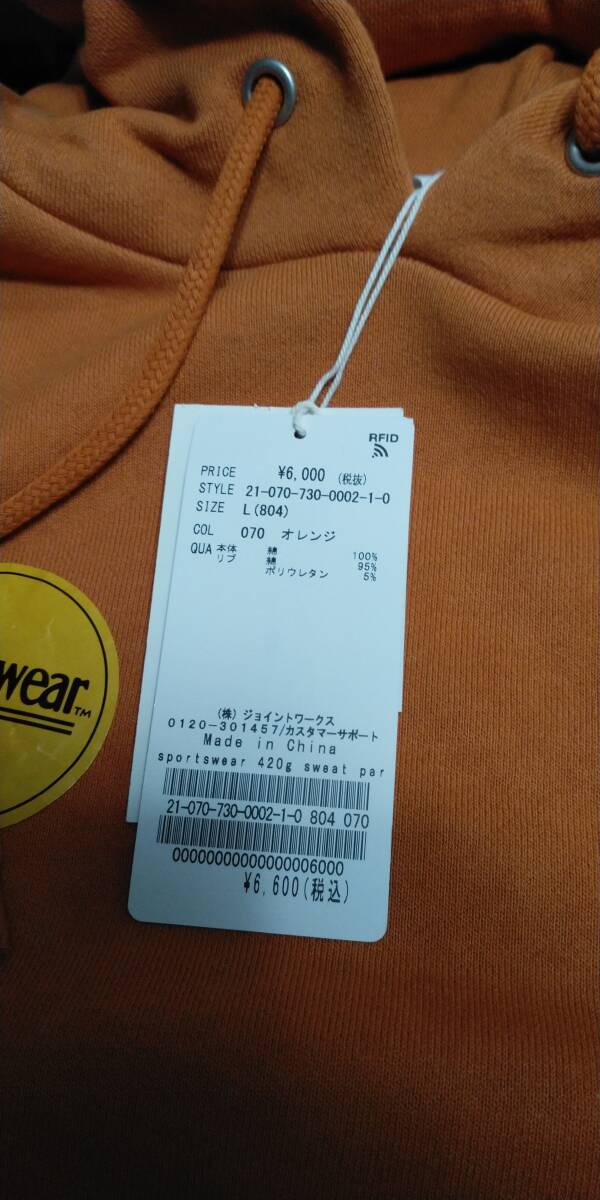 RFID
PRICE ¥6,000 (税抜)
STYLE 21-070-730-0002-1-0
SIZE L(804)
COL 070 オレンジ
QUA 本体 綿 100%
リブ 綿 95%
ポリウレタン 5%
wear TM
(株)ジョイントワークス
0120-301457/カスタマーサポート
Made in China
sportswear 420g sweat par
21-070-730-0002-1-0 804 070
00000000000000006000
¥6,600(税込)